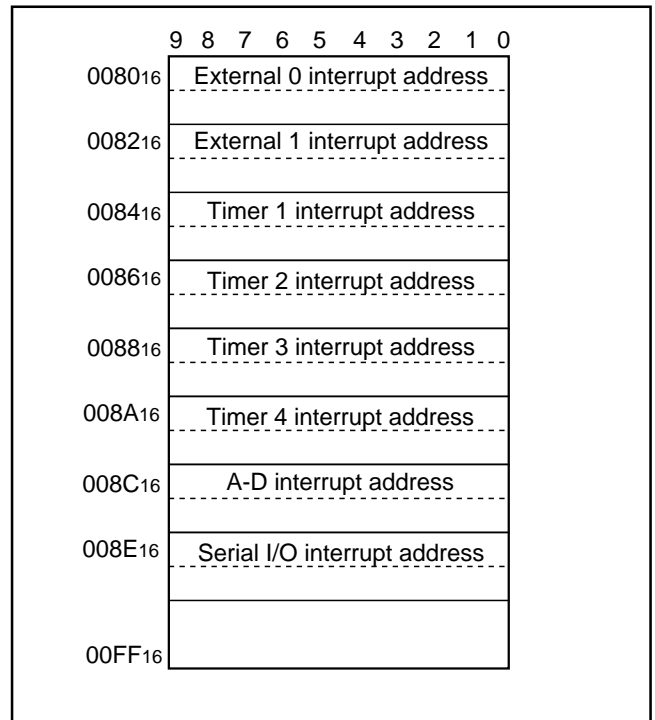 9 8 7 6 5 4 3 2 1 0
0080₁₆ External 0 interrupt address
0082₁₆ External 1 interrupt address
0084₁₆ Timer 1 interrupt address
0086₁₆ Timer 2 interrupt address
0088₁₆ Timer 3 interrupt address
008A₁₆ Timer 4 interrupt address
008C₁₆ A-D interrupt address
008E₁₆ Serial I/O interrupt address
00FF₁₆